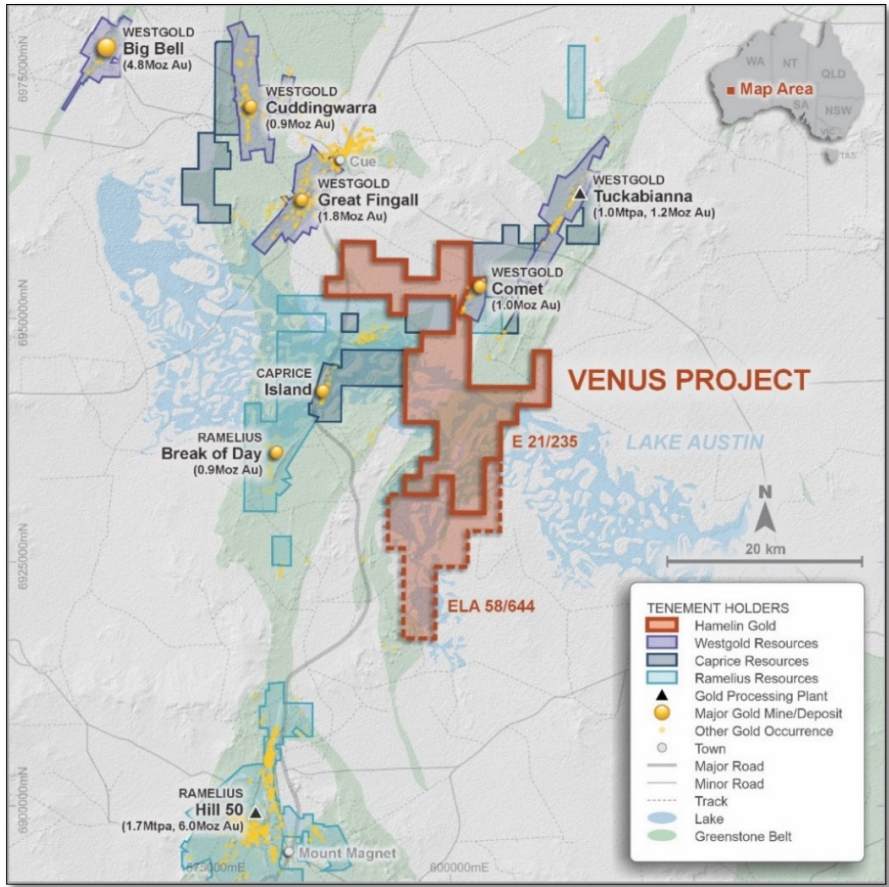 WESTGOLD
Big Bell
(4.8Moz Au)
6975000mN
WESTGOLD
Cuddingwarra
(0.9Moz Au)
Cue
WESTGOLD
Great Fingall
(1.8Moz Au)
WA
NT
QLD
Map Area
SA
NSW
VIC
TAS
WESTGOLD
Tuckabianna
(1.0Mtpa, 1.2Moz Au)
WESTGOLD
Comet
(1.0Moz Au)
6950000mN
CAPRICE
Island
VENUS PROJECT
RAMELIUS
Break of Day
(0.9Moz Au)
E 21/235
LAKE AUSTIN
N
20 km
6925000mN
ELA 58/644
TENEMENT HOLDERS
Hamelin Gold
Westgold Resources
Caprice Resources
Ramelius Resources
Gold Processing Plant
Major Gold Mine/Deposit
Other Gold Occurrence
Town
Major Road
Minor Road
Track
Lake
Greenstone Belt
6900000mN
RAMELIUS
Hill 50
(1.7Mtpa, 6.0Moz Au)
Mount Magnet
575000mE
600000mE